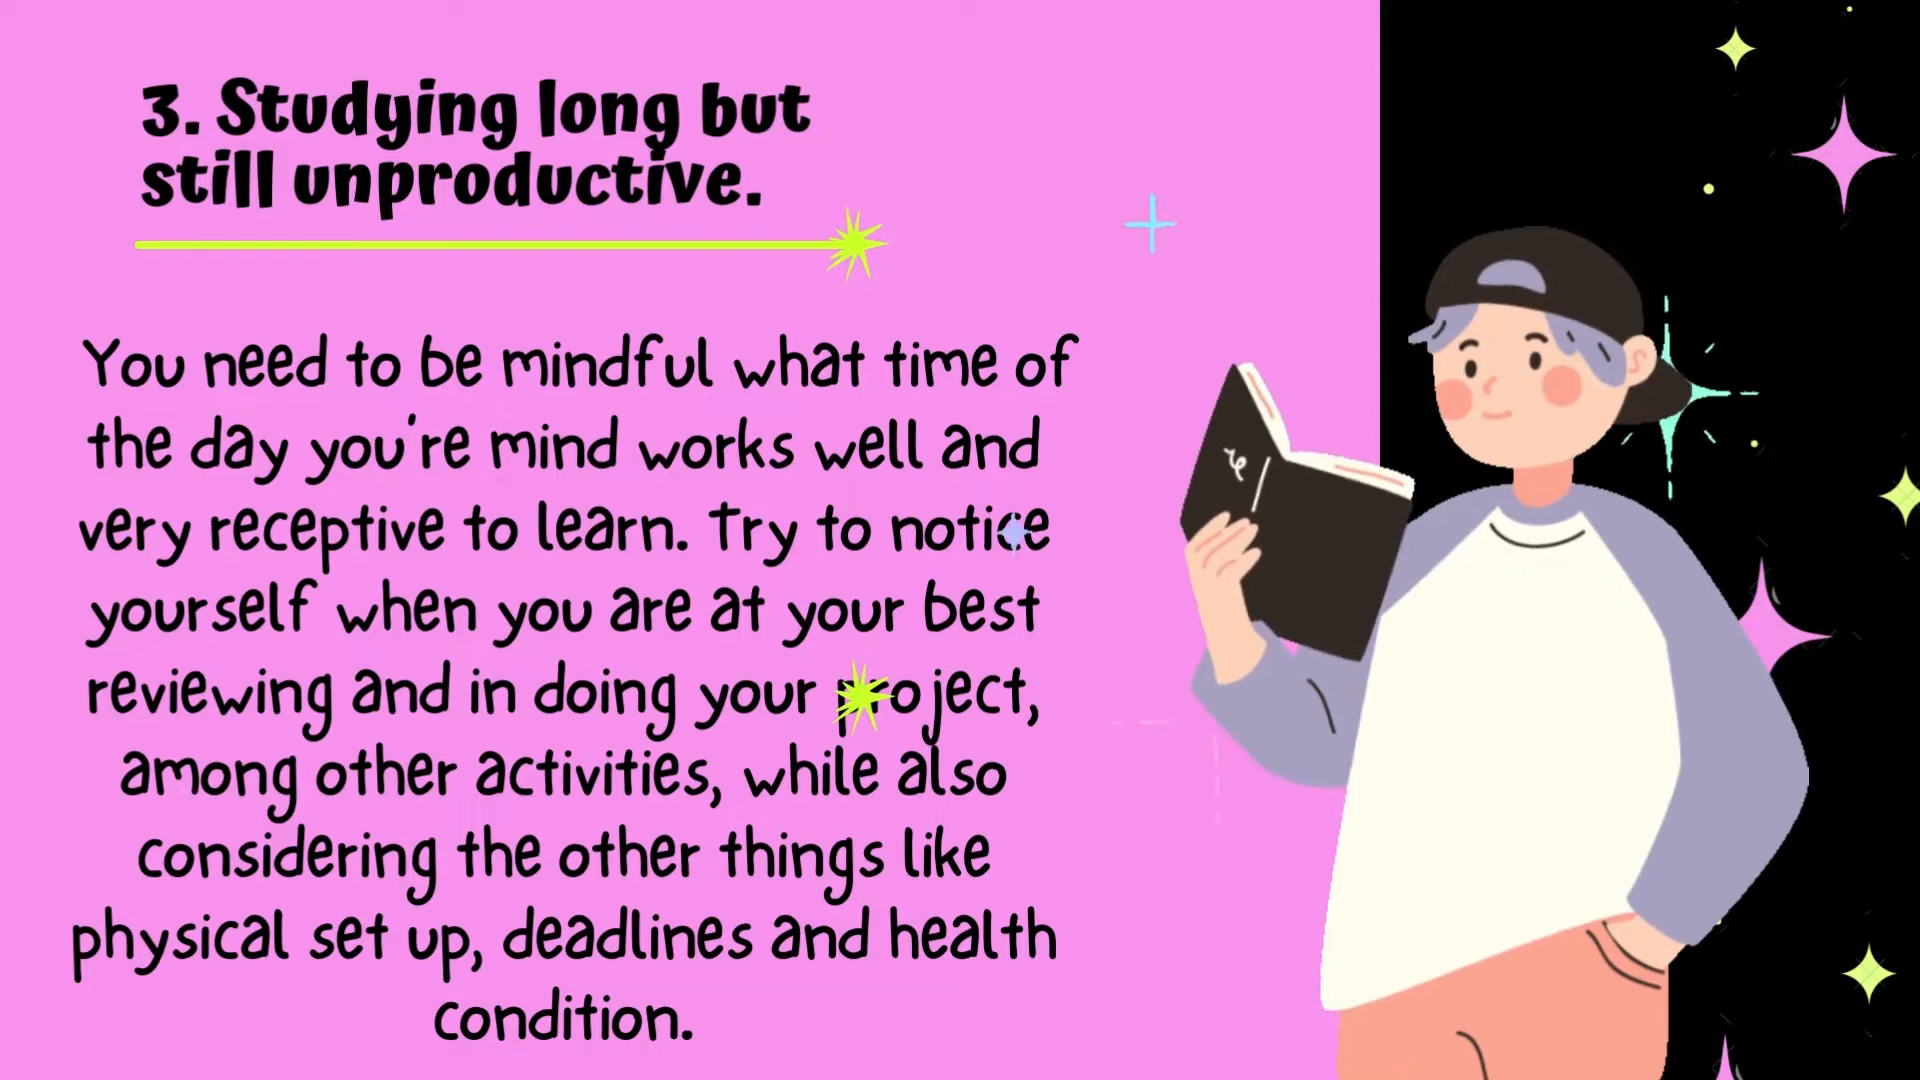 3. Studying long but
still unproductive.
You need to be mindful what time of
the day you're mind works well and
very receptive to learn. Try to notice
yourself when you are at your best
reviewing and in doing your project,
among other activities, while also
considering the other things like
physical set up, deadlines and health
condition.